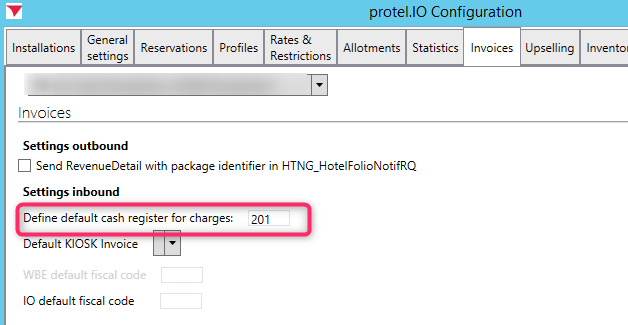 protel.IO Configuration
Installations
General settings
Reservations
Profiles
Rates & Restrictions
Allotments
Statistics
Invoices
Upselling
Inventor
Invoices
Settings outbound
Send RevenueDetail with package identifier in HTNG_HotelFolioNotifRQ
Settings inbound
Define default cash register for charges: 201
Default KIOSK Invoice
WBE default fiscal code
IO default fiscal code